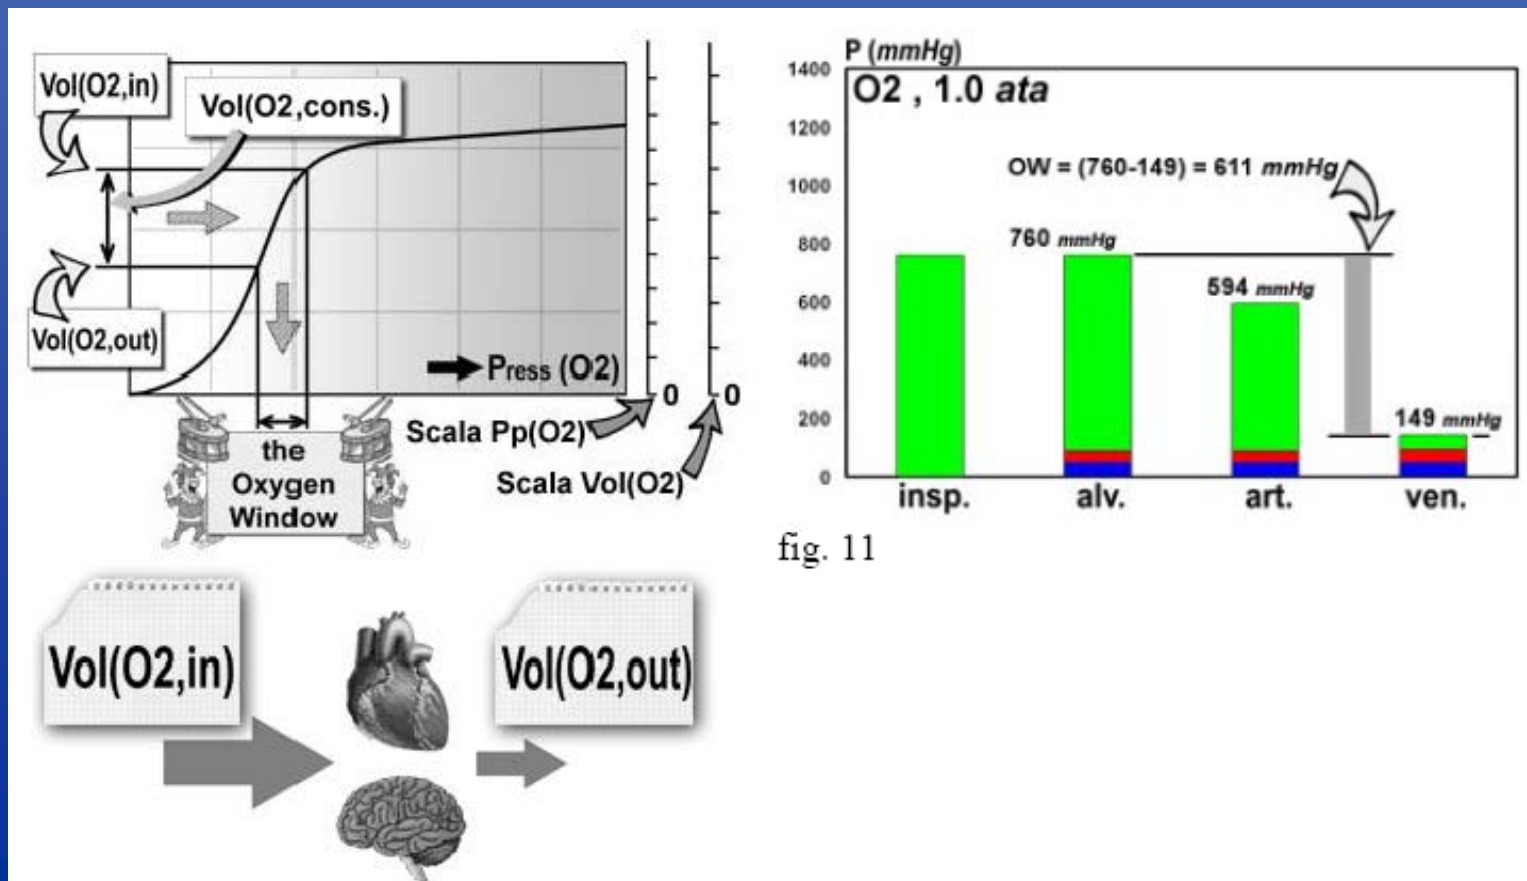 Vol(O2,in)
Vol(O2,cons.)
Vol(O2,out)
Press (O2)
0
0
Scala Pp(O2)
Scala Vol(O2)
the
Oxygen
Window
P (mmHg)
1400
1200
1000
800
600
400
200
0
O2 , 1.0 ata
OW = (760-149) = 611 mmHg
760 mmHg
594 mmHg
149 mmHg
insp.
alv.
art.
ven.
fig. 11
Vol(O2,in)
Vol(O2,out)